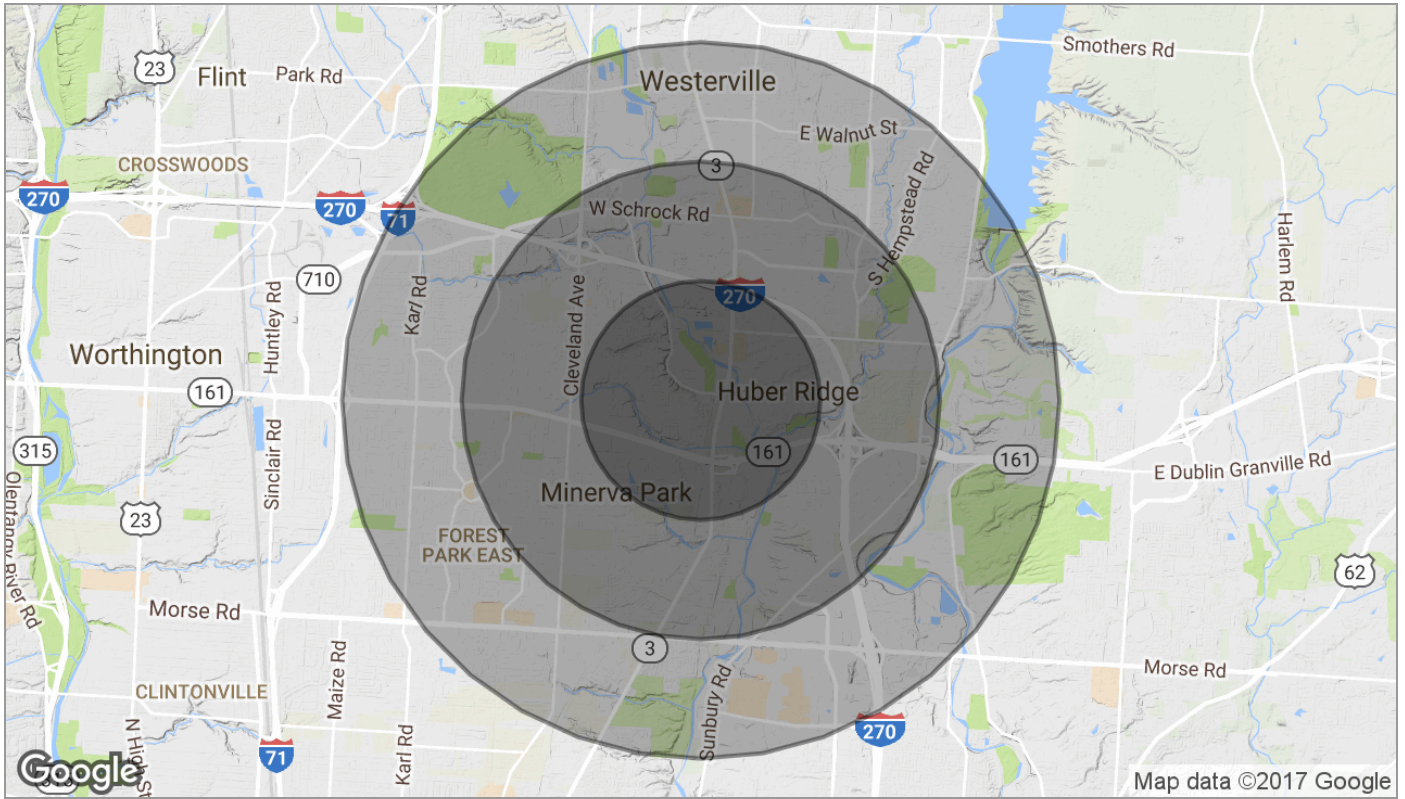 Smothers Rd
23
Flint
Park Rd
Westerville
E Walnut St
CROSSWOODS
3
S Hempstead Rd
270
270
71
W Schrock Rd
Harlem Rd
710
Karl Rd
Cleveland Ave
Huntley Rd
270
Worthington
161
Huber Ridge
315
Sinclair Rd
161
161
E Dublin Granville Rd
Olentangy River Rd
23
Minerva Park
FOREST
PARK EAST
62
Morse Rd
3
Morse Rd
Maize Rd
CLINTONVILLE
Sunbury Rd
N High St
Karl Rd
71
270
Google
Map data ©2017 Google